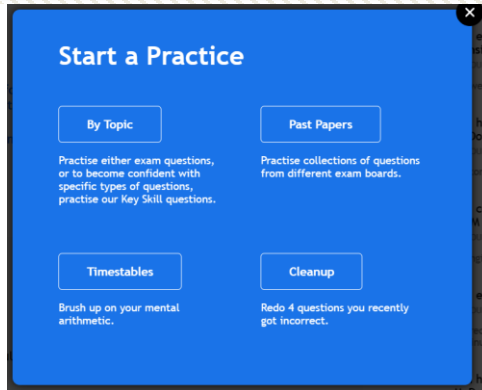 Start a Practice
By Topic
Practise either exam questions,
or to become confident with
specific types of questions,
practise our Key Skill questions.
Past Papers
Practise collections of questions
from different exam boards.
Timestables
Brush up on your mental
arithmetic.
Cleanup
Redo 4 questions you recently
got incorrect.